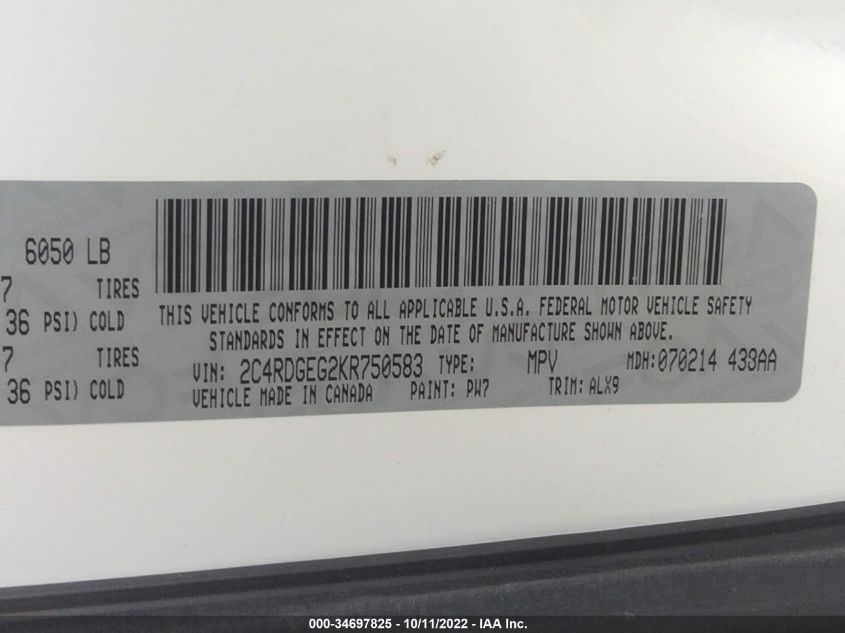 6050 LB
7 TIRES
36 PSI) COLD
7 TIRES
36 PSI) COLD
THIS VEHICLE CONFORMS TO ALL APPLICABLE U.S.A. FEDERAL MOTOR VEHICLE SAFETY
STANDARDS IN EFFECT ON THE DATE OF MANUFACTURE SHOWN ABOVE.
VIN: 2C4RDGEG2KR750583 TYPE: MPV MDH: 070214 433AA
VEHICLE MADE IN CANADA PAINT: PW7 TRIM: ALX9
000-34697825 - 10/11/2022 - IAA Inc.